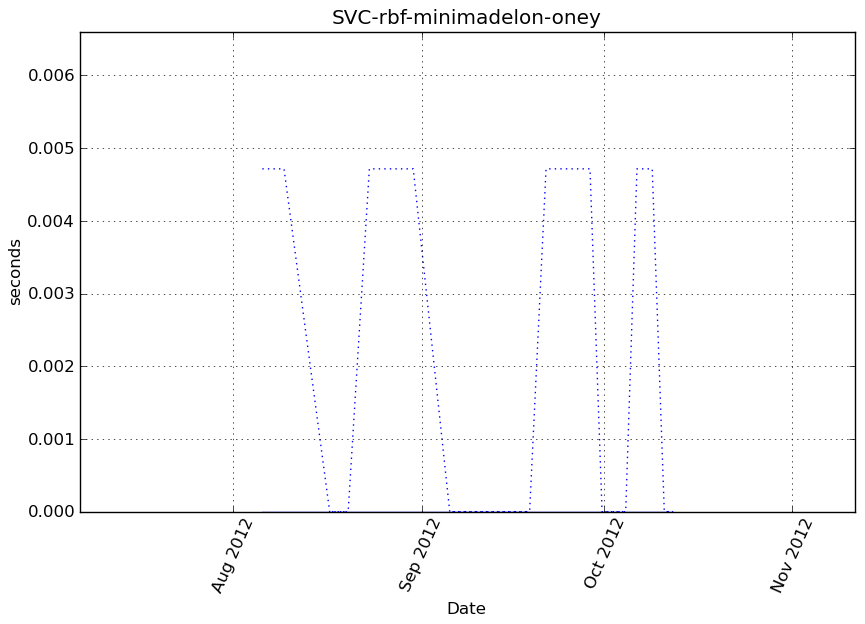 SVC-rbf-minimadelon-oney
0.006
0.005
0.004
0.003
0.002
0.001
0.000
seconds
Aug 2012
Sep 2012
Oct 2012
Nov 2012
Date